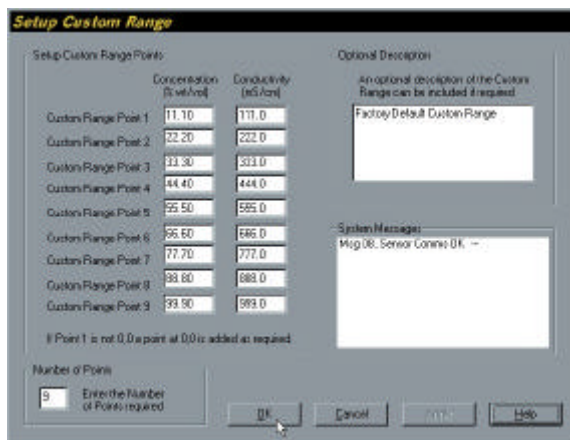 Setup Custom Range
Setup Custom Range Points
Concentration (% wt/vol)
Conductivity (mS/cm)
Custom Range Point 1 11.10 111.0
Custom Range Point 2 22.20 222.0
Custom Range Point 3 33.30 333.0
Custom Range Point 4 44.40 444.0
Custom Range Point 5 55.50 555.0
Custom Range Point 6 66.60 666.0
Custom Range Point 7 77.70 777.0
Custom Range Point 8 88.80 888.0
Custom Range Point 9 99.90 999.0
If Point 1 is not 0,0 a point at 0,0 is added as required.
Number of Points
9 Enter the Number
of Points required
Optional Description
An optional description of the Custom
Range can be included if required
Factory Default Custom Range
System Messages
Msg 08.. Sensor Comms OK --
OK
Cancel
Apply
Help